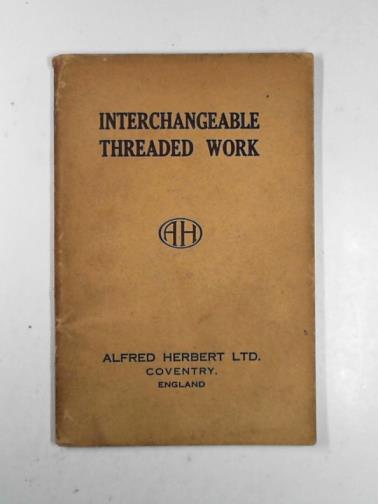 INTERCHANGEABLE
THREADED WORK
AH
ALFRED HERBERT LTD.
COVENTRY,
ENGLAND